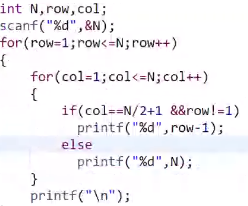 int N,row,col;
scanf("%d",&N);
for(row=1;row<=N;row++)
{
    for(col=1;col<=N;col++)
    {
        if(col==N/2+1 &&row!=1)
          printf("%d",row-1);
        else
          printf("%d",N);
    }
    printf("\n");